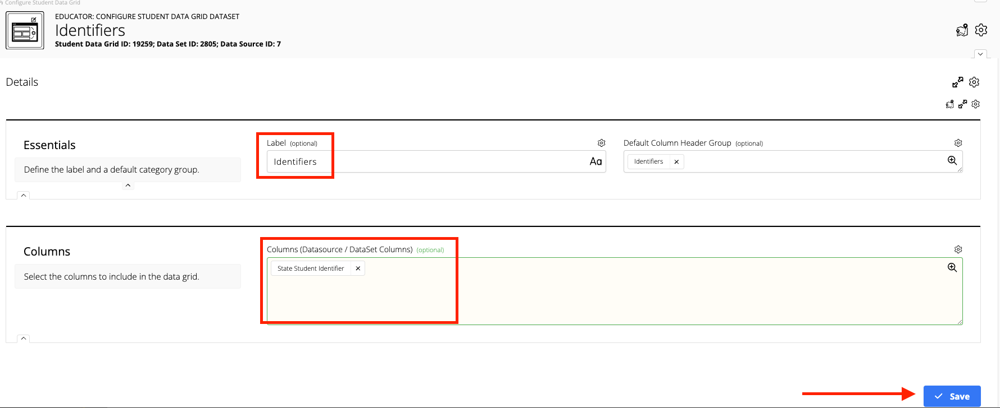 Configure Student Data Grid
EDUCATOR: CONFIGURE STUDENT DATA GRID DATASET
Identifiers
Student Data Grid ID: 19259; Data Set ID: 2805; Data Source ID: 7
Details
Essentials
Define the label and a default category group.
Label (optional)
Identifiers
Aa
Default Column Header Group (optional)
Identifiers ×
Columns
Select the columns to include in the data grid.
Columns (Datasource / DataSet Columns) (optional)
State Student Identifier ×
Save